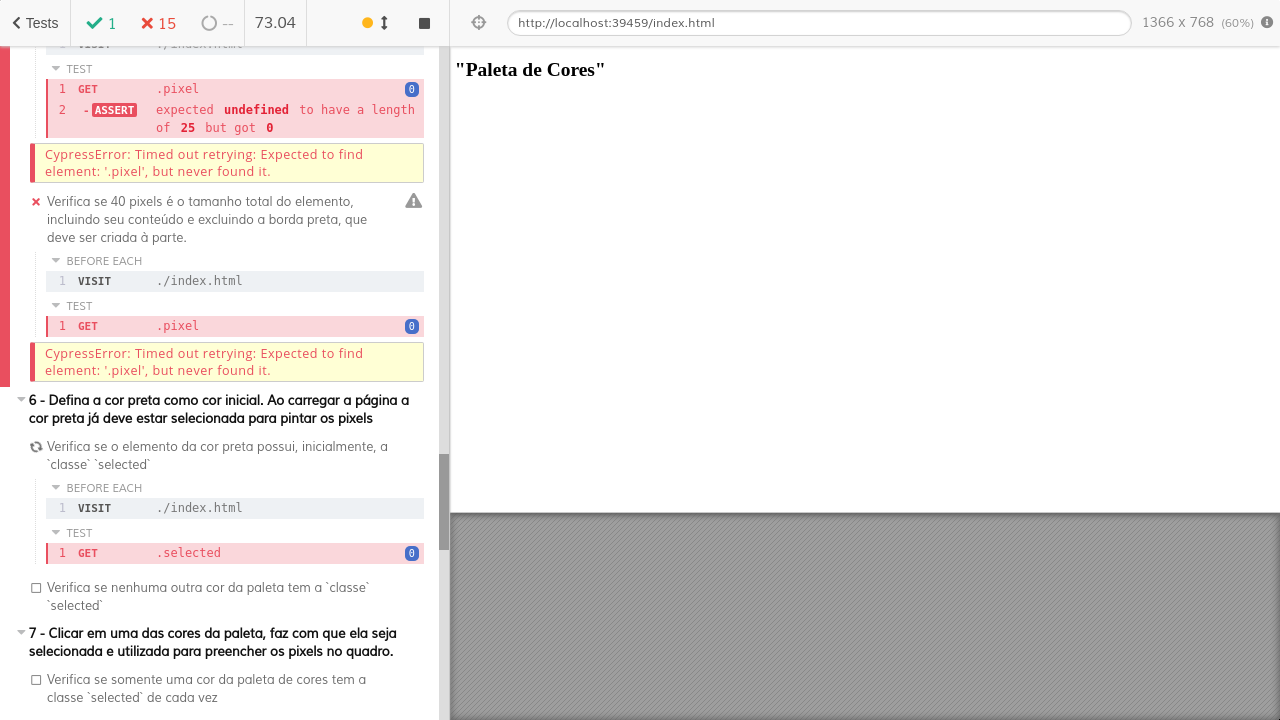 Tests
1
15
--
73.04
http://localhost:39459/index.html
1366 x 768 (60%)
1 VISIT ./index.html
TEST
1 GET .pixel 0
2 -ASSERT expected undefined to have a length
of 25 but got 0
CypressError: Timed out retrying: Expected to find
element: '.pixel', but never found it.
Verifica se 40 pixels é o tamanho total do elemento,
incluindo seu conteúdo e excluindo a borda preta, que
deve ser criada à parte.
BEFORE EACH
1 VISIT ./index.html
TEST
1 GET .pixel 0
CypressError: Timed out retrying: Expected to find
element: '.pixel', but never found it.
6 - Defina a cor preta como cor inicial. Ao carregar a página a
cor preta já deve estar selecionada para pintar os pixels
Verifica se o elemento da cor preta possui, inicialmente, a
`classe` `selected`
BEFORE EACH
1 VISIT ./index.html
TEST
1 GET .selected 0
Verifica se nenhuma outra cor da paleta tem a `classe`
`selected`
7 - Clicar em uma das cores da paleta, faz com que ela seja
selecionada e utilizada para preencher os pixels no quadro.
Verifica se somente uma cor da paleta de cores tem a
classe `selected` de cada vez
"Paleta de Cores"